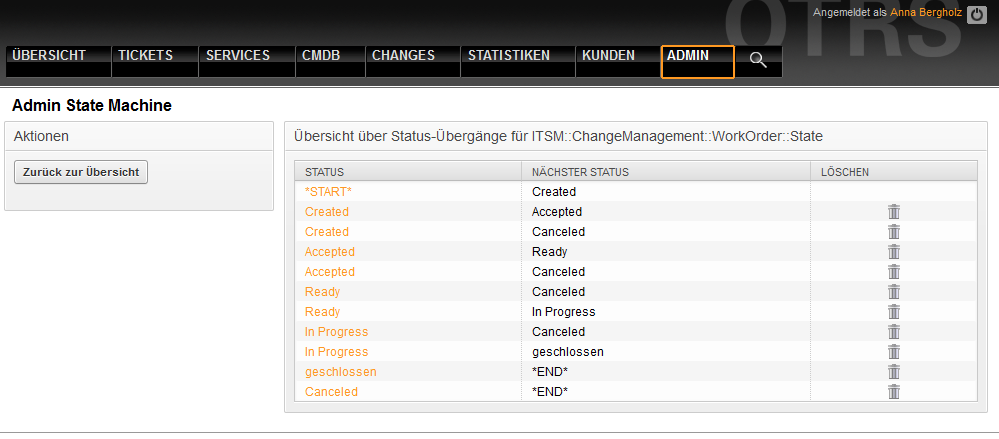 OTRS
Angemeldet als Anna Bergholz
ÜBERSICHT TICKETS SERVICES CMDB CHANGES STATISTIKEN KUNDEN ADMIN
Admin State Machine
Aktionen
Zurück zur Übersicht
Übersicht über Status-Übergänge für ITSM::ChangeManagement::WorkOrder::State
STATUS NÄCHSTER STATUS LÖSCHEN
*START* Created
Created Accepted
Created Canceled
Accepted Ready
Accepted Canceled
Ready Canceled
Ready In Progress
In Progress Canceled
In Progress geschlossen
geschlossen *END*
Canceled *END*